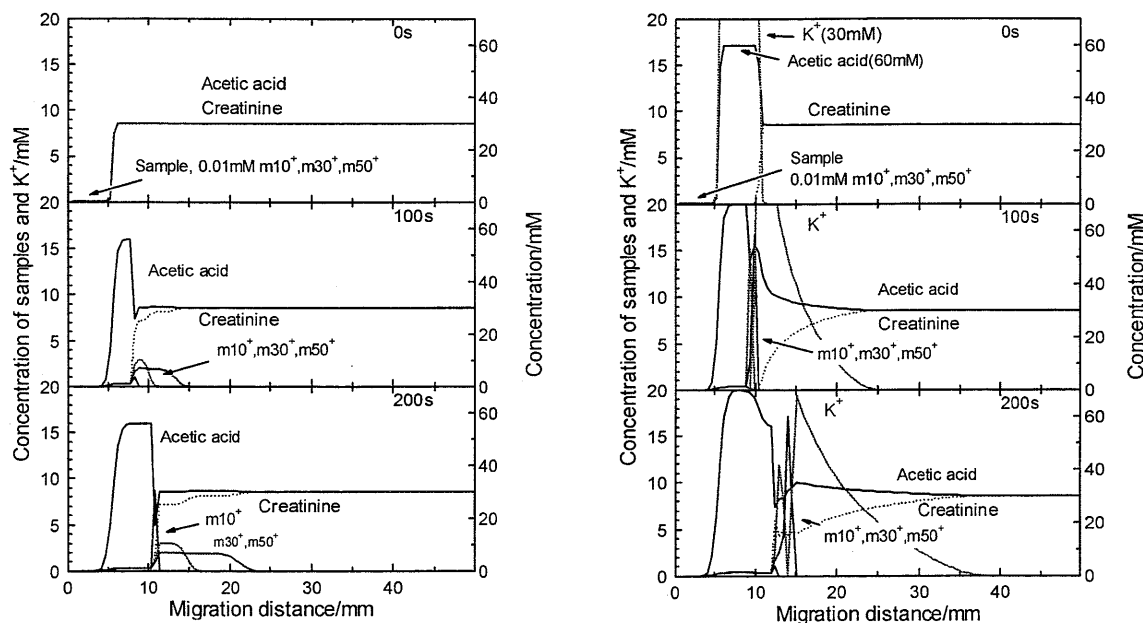 Concentration of samples and K⁺/mM
20
15
10
5
0s
Acetic acid
Creatinine
Sample, 0.01mM m10⁺,m30⁺,m50⁺
60
40
20
0
20
15
10
5
100s
Acetic acid
Creatinine
m10⁺,m30⁺,m50⁺
60
40
20
0
20
15
10
5
0
200s
Acetic acid
Creatinine
m10⁺
m30⁺,m50⁺
60
40
20
0
0
10
20
30
40
Migration distance/mm
Concentration/mM
Concentration of samples and K⁺/mM
20
15
10
5
0s
K⁺(30mM)
Acetic acid(60mM)
Creatinine
Sample
0.01mM m10⁺,m30⁺,m50⁺
60
40
20
0
20
15
10
5
100s
K⁺
Acetic acid
Creatinine
m10⁺,m30⁺,m50⁺
60
40
20
0
20
15
10
5
0
200s
K⁺
Acetic acid
Creatinine
m10⁺,m30⁺,m50⁺
60
40
20
0
0
10
20
30
40
Migration distance/mm
Concentration/mM